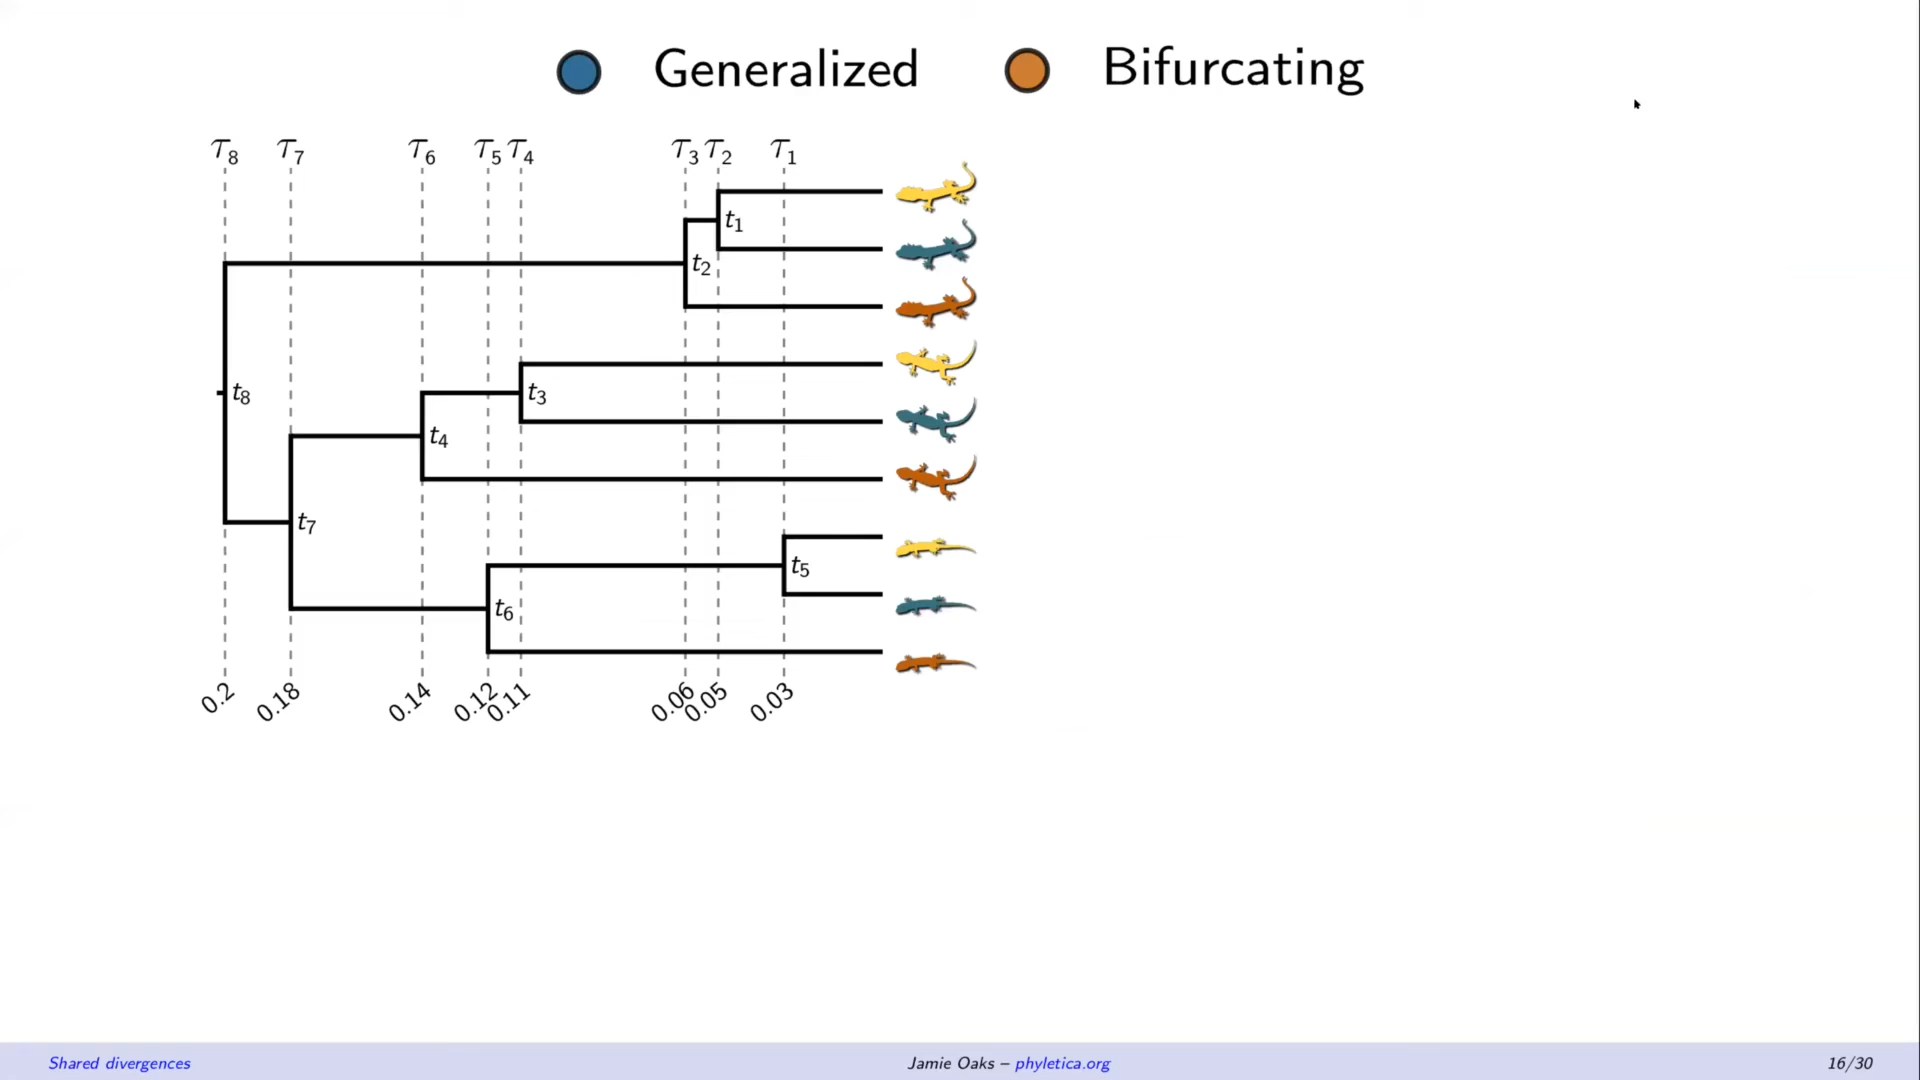 Generalized Bifurcating
τ8 τ7 τ6 τ5 τ4 τ3 τ2 τ1
t1
t2
t8 t3
t4
t7
t5
t6
0.2 0.18 0.14 0.12 0.11 0.06 0.05 0.03
Shared divergences Jamie Oaks – phyletica.org 16/30